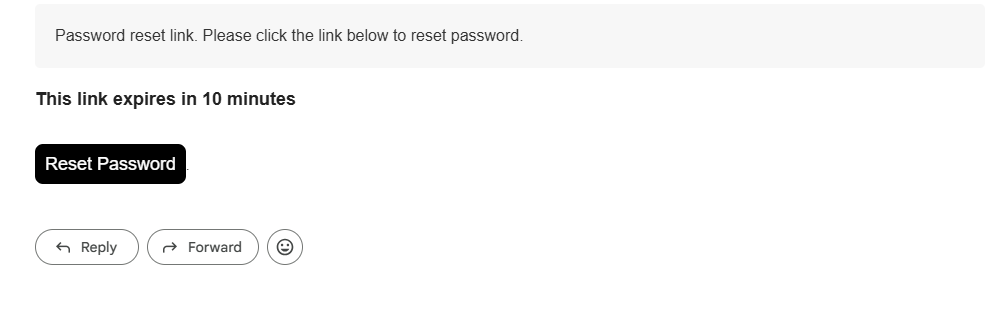 Password reset link. Please click the link below to reset password.
This link expires in 10 minutes
Reset Password.
Reply Forward